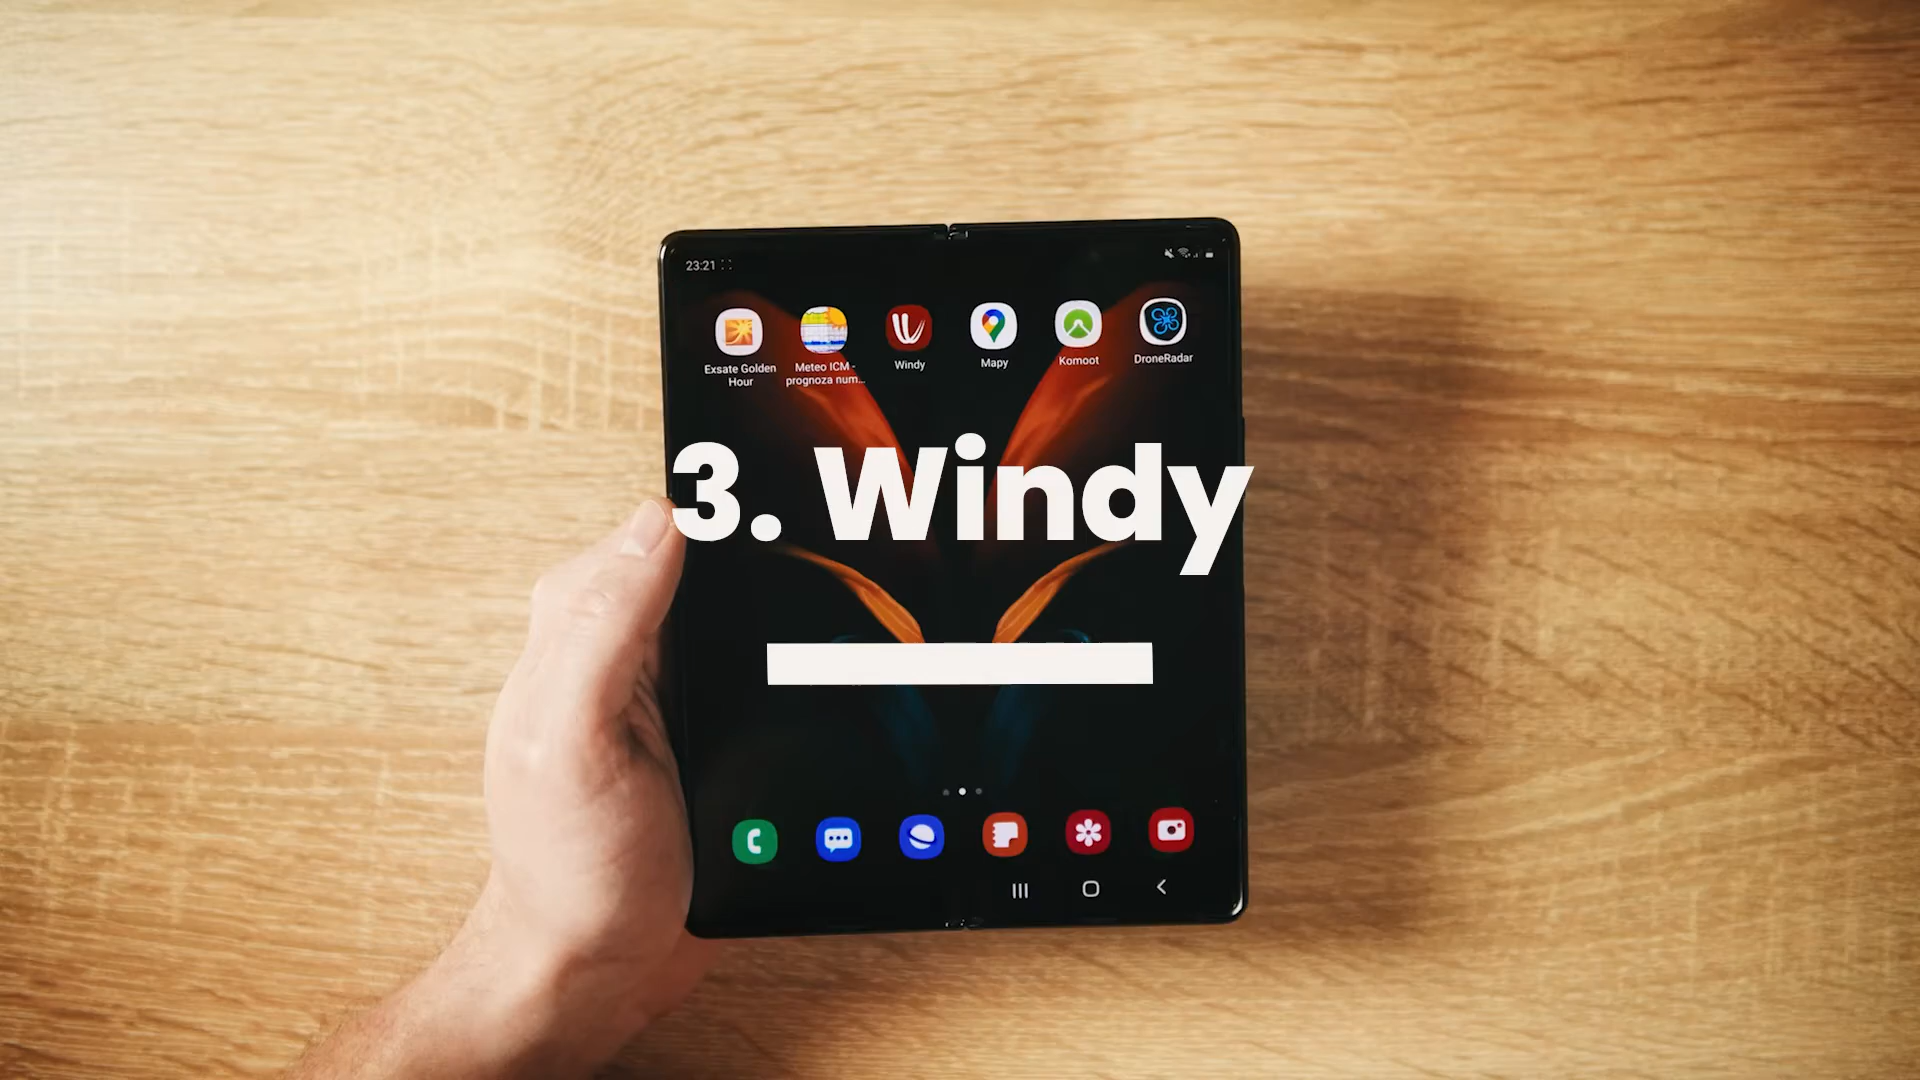 23:21
Exsate Golden
Hour
Meteo ICM -
prognoza num...
Windy
Mapy
Komoot
DroneRadar
3. Windy